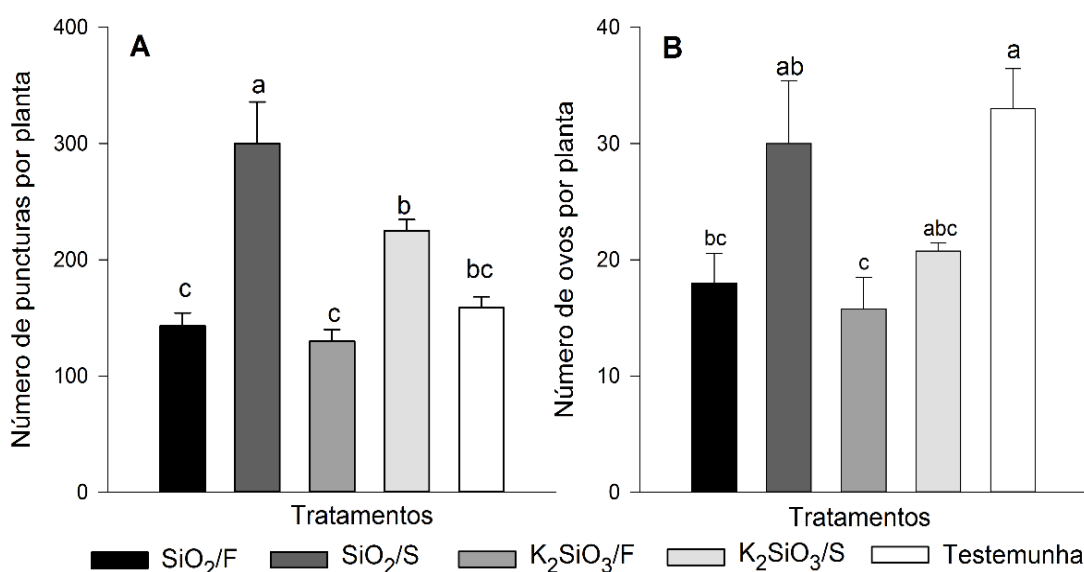 A
Número de puncturas por planta
400
300
200
100
0
c
a
c
b
bc
Tratamentos
B
Número de ovos por planta
40
30
20
10
0
bc
ab
c
abc
a
Tratamentos
SiO₂/F SiO₂/S K₂SiO₃/F K₂SiO₃/S Testemunha